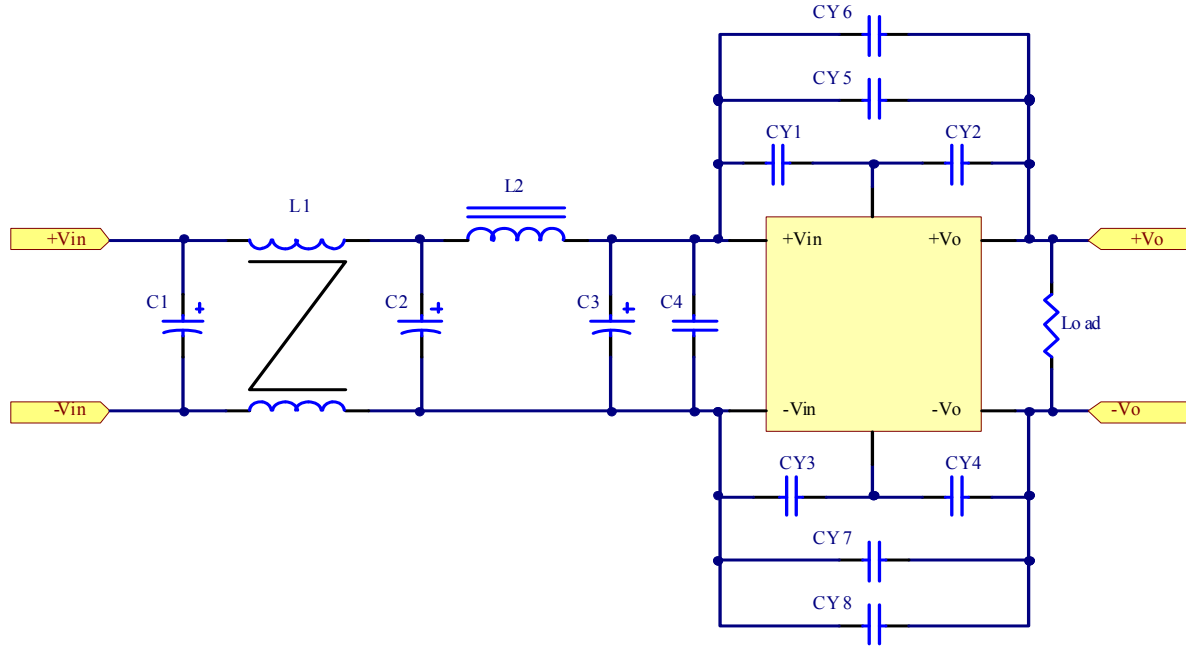 CY6
CY5
CY1
CY2
L2
L1
+Vin
+Vin
+Vo
+Vo
C1
+
C2
+
C3
+
C4
Load
-Vin
-Vin
-Vo
-Vo
CY3
CY4
CY7
CY8